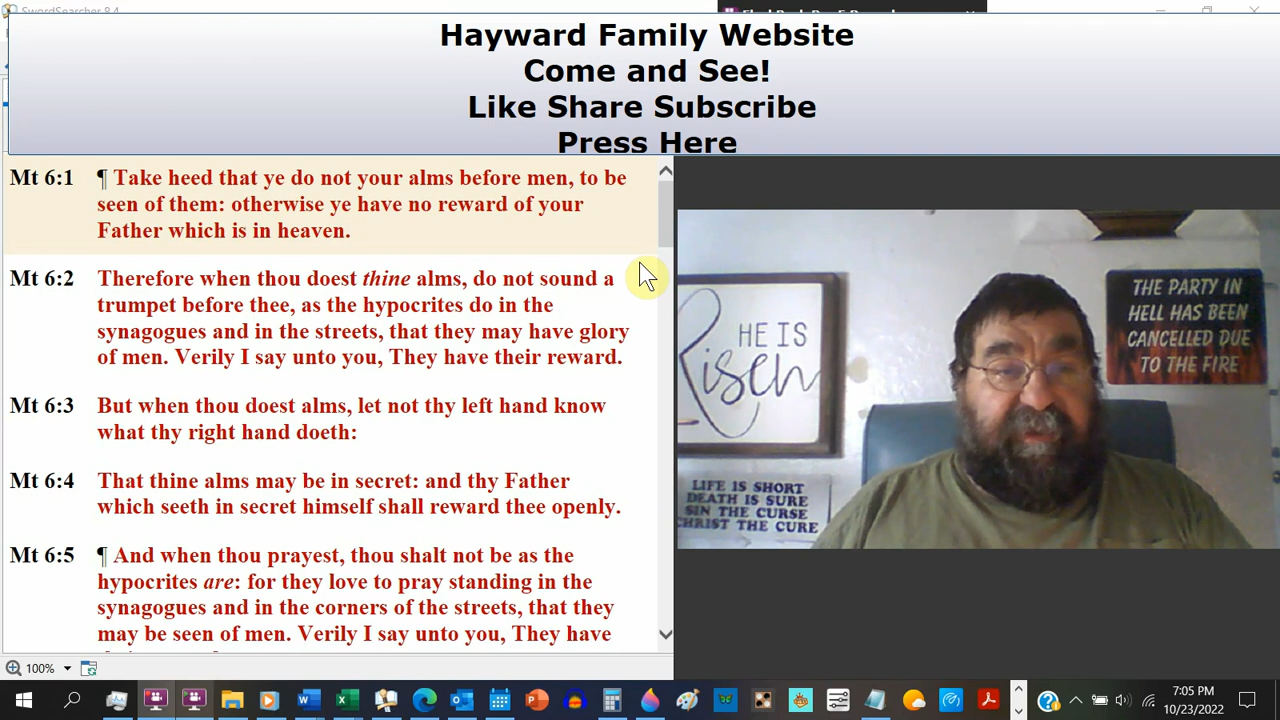 SwordSearcher 8.4
Hayward Family Website
Come and See!
Like Share Subscribe
Press Here
Mt 6:1 ¶ Take heed that ye do not your alms before men, to be
seen of them: otherwise ye have no reward of your
Father which is in heaven.
Mt 6:2 Therefore when thou doest thine alms, do not sound a
trumpet before thee, as the hypocrites do in the
synagogues and in the streets, that they may have glory
of men. Verily I say unto you, They have their reward.
Mt 6:3 But when thou doest alms, let not thy left hand know
what thy right hand doeth:
Mt 6:4 That thine alms may be in secret: and thy Father
which seeth in secret himself shall reward thee openly.
Mt 6:5 ¶ And when thou prayest, thou shalt not be as the
hypocrites are: for they love to pray standing in the
synagogues and in the corners of the streets, that they
may be seen of men. Verily I say unto you, They have
100%
HE IS
Risen
LIFE IS SHORT
DEATH IS SURE
SIN THE CURSE
CHRIST THE CURE
THE PARTY IN
HELL HAS BEEN
CANCELLED DUE
TO THE FIRE
7:05 PM
10/23/2022